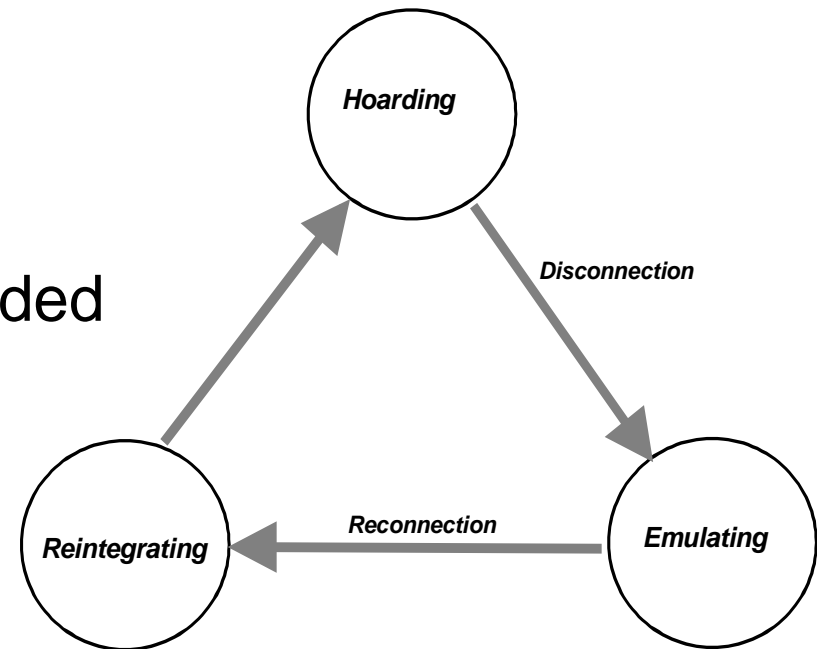 Hoarding
Disconnection
ded
Reconnection
Reintegrating
Emulating